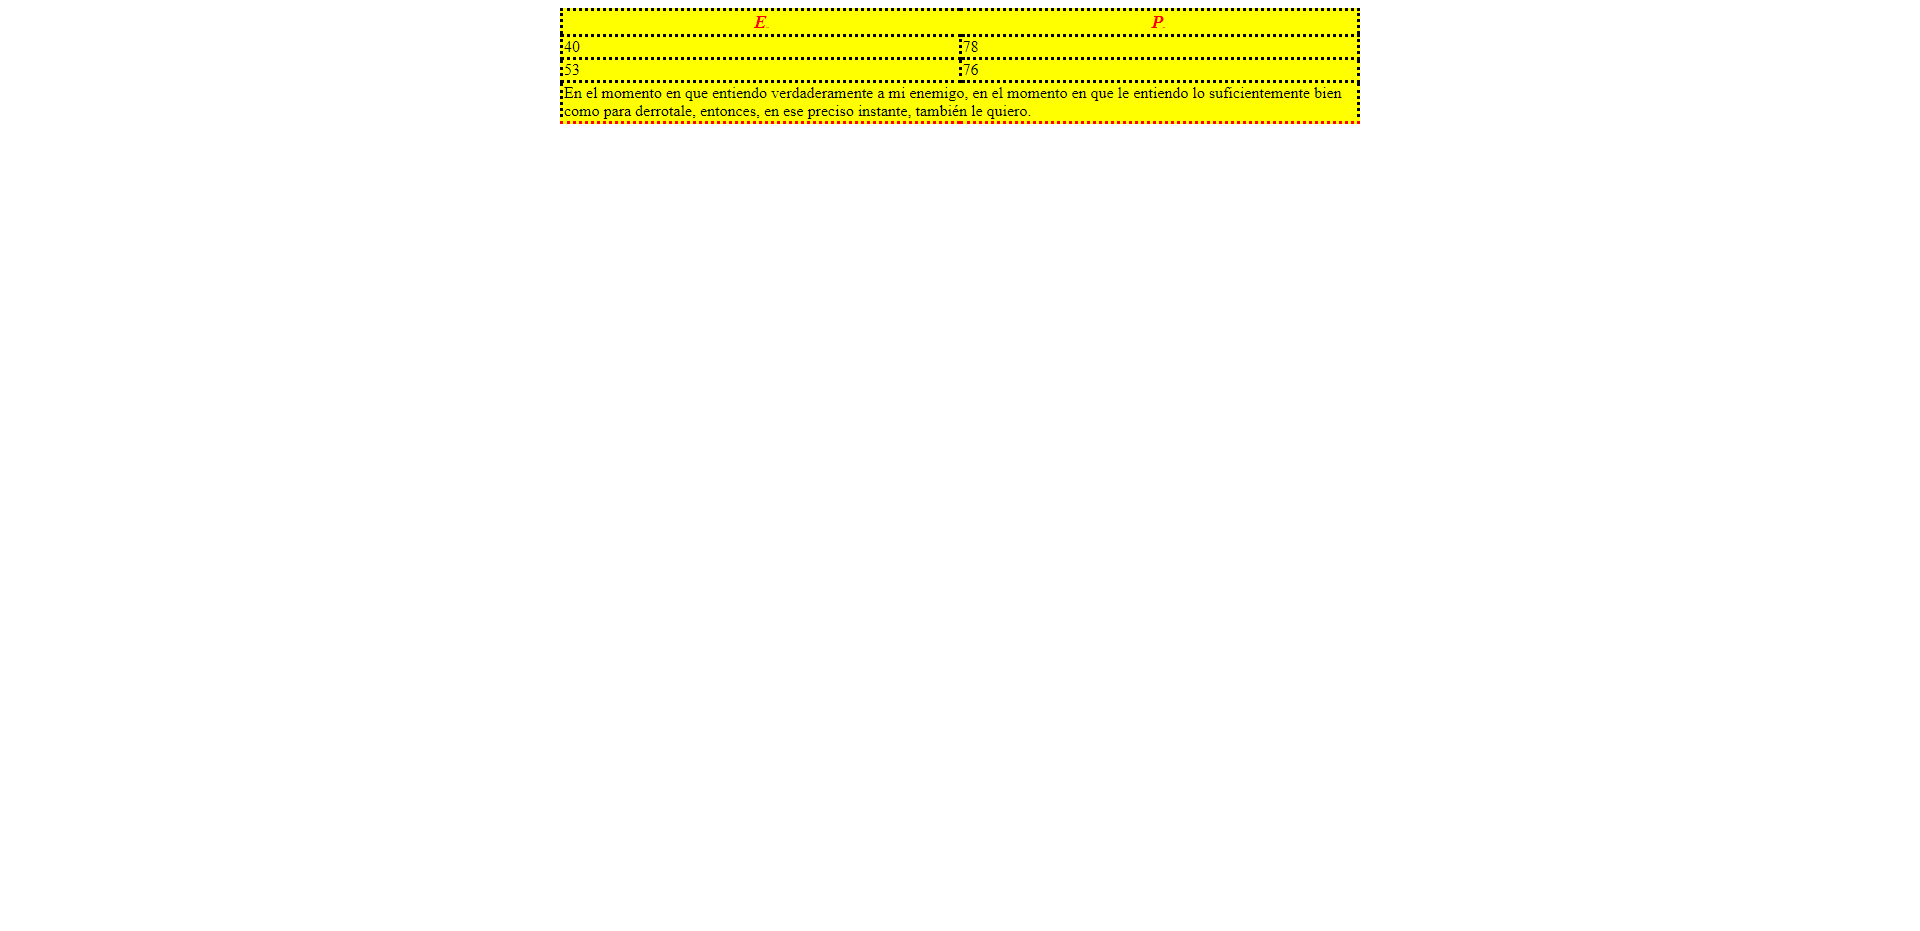 E P
40 78
53 76
En el momento en que entiendo verdaderamente a mi enemigo, en el momento en que le entiendo lo suficientemente bien
como para derrotale, entonces, en ese preciso instante, también le quiero.